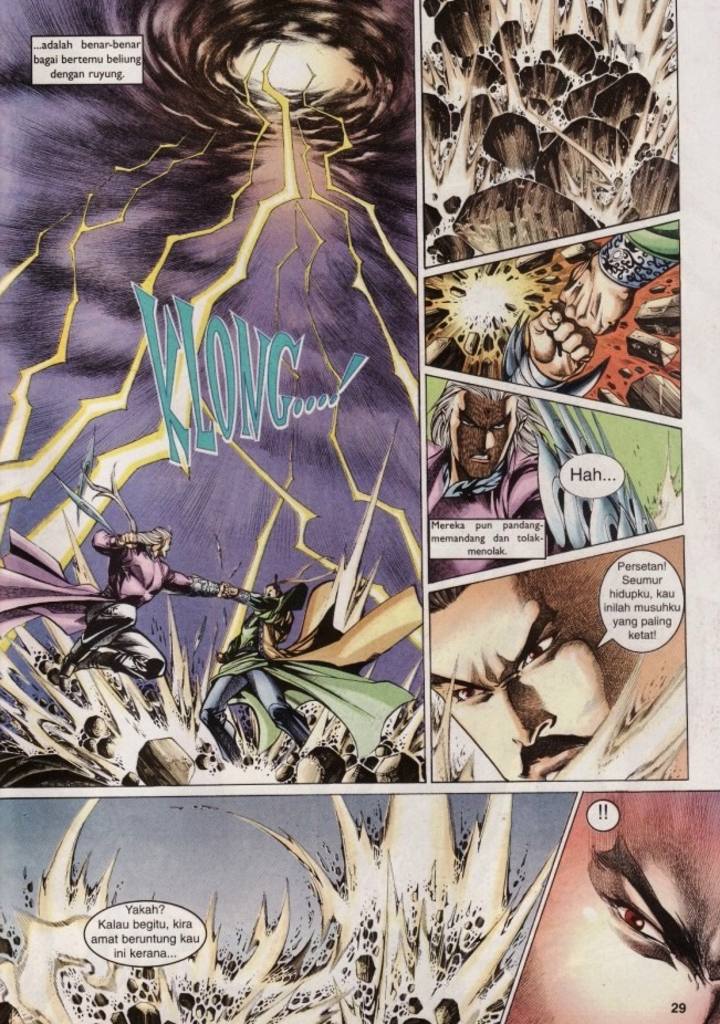 ...adalah benar-benar
bagai bertemu beliung
dengan ruyung.
KLONG....!
Hah...
Mereka pun pandang-
memandang dan tolak-
menolak.
Persetan!
Seumur
hidupku, kau
inilah musuhku
yang paling
ketat!
Yakah?
Kalau begitu, kira
amat beruntung kau
ini kerana...
!!
29